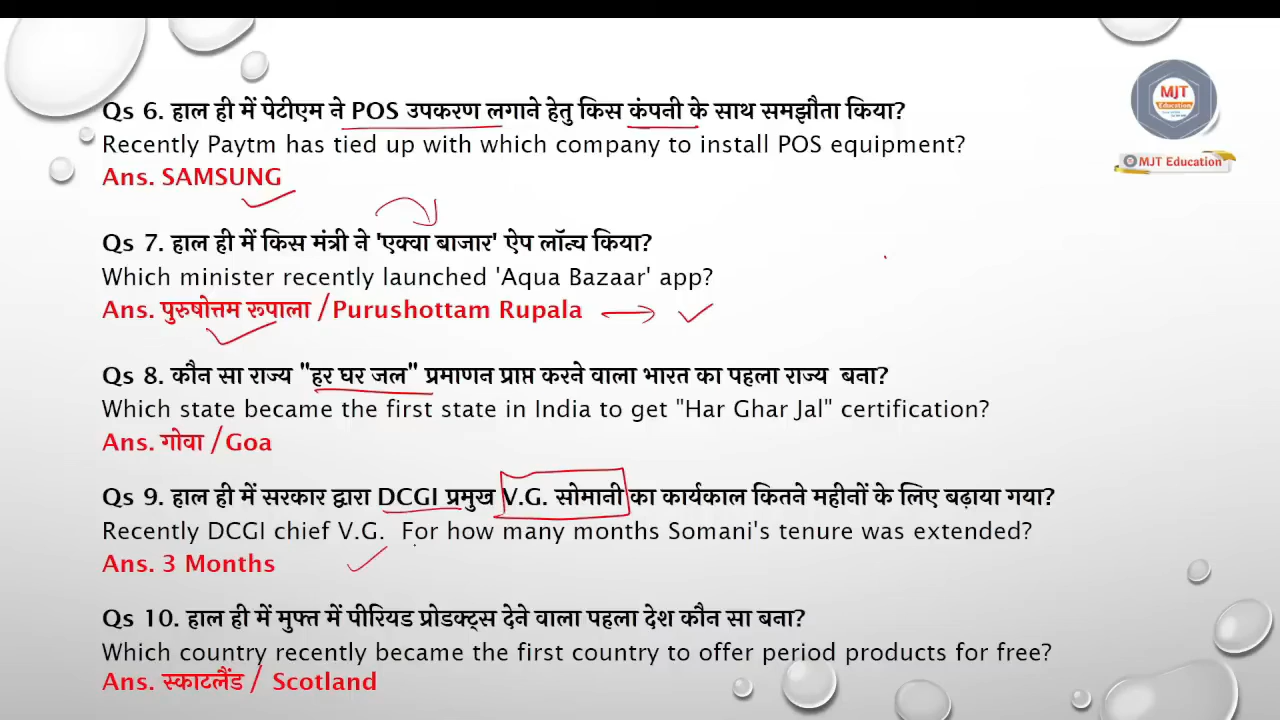 Qs 6. हाल ही में पेटीएम ने POS उपकरण लगाने हेतु किस कंपनी के साथ समझौता किया?
Recently Paytm has tied up with which company to install POS equipment?
Ans. SAMSUNG
Qs 7. हाल ही में किस मंत्री ने 'एक्वा बाजार' ऐप लॉन्च किया?
Which minister recently launched 'Aqua Bazaar' app?
Ans. पुरुषोत्तम रूपाला /Purushottam Rupala
Qs 8. कौन सा राज्य "हर घर जल" प्रमाणन प्राप्त करने वाला भारत का पहला राज्य बना?
Which state became the first state in India to get "Har Ghar Jal" certification?
Ans. गोवा /Goa
Qs 9. हाल ही में सरकार द्वारा DCGI प्रमुख V.G. सोमानी का कार्यकाल कितने महीनों के लिए बढ़ाया गया?
Recently DCGI chief V.G. For how many months Somani's tenure was extended?
Ans. 3 Months
Qs 10. हाल ही में मुफ्त में पीरियड प्रोडक्ट्स देने वाला पहला देश कौन सा बना?
Which country recently became the first country to offer period products for free?
Ans. स्काटलैंड / Scotland
MJT
Education
MJT Education